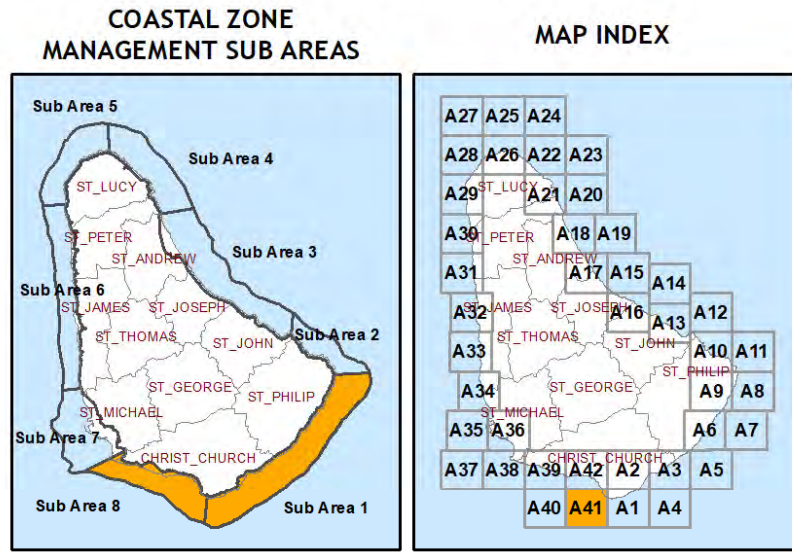 COASTAL ZONE
MANAGEMENT SUB AREAS
Sub Area 5
Sub Area 4
ST_LUCY
ST_PETER
Sub Area 3
ST_ANDREW
Sub Area 6
ST_JAMES
ST_JOSEPH
ST_THOMAS
Sub Area 2
ST_JOHN
ST_GEORGE
ST_PHILIP
ST_MICHAEL
Sub Area 7
CHRIST_CHURCH
Sub Area 8
Sub Area 1
MAP INDEX
A27 A25 A24
A28 A26 A22 A23
ST_LUCY
A29 A21 A20
A30 A18 A19
ST_PETER
ST_ANDREW
A31 A17 A15
A14
ST_JAMES ST_JOSEPH
A32 A16 A13 A12
ST_THOMAS ST_JOHN
A33 A10 A11
ST_PHILIP
ST_GEORGE
A34 A9 A8
ST_MICHAEL
A35 A36 A6 A7
CHRIST_CHURCH
A37 A38 A39 A42 A2 A3 A5
A40 A41 A1 A4